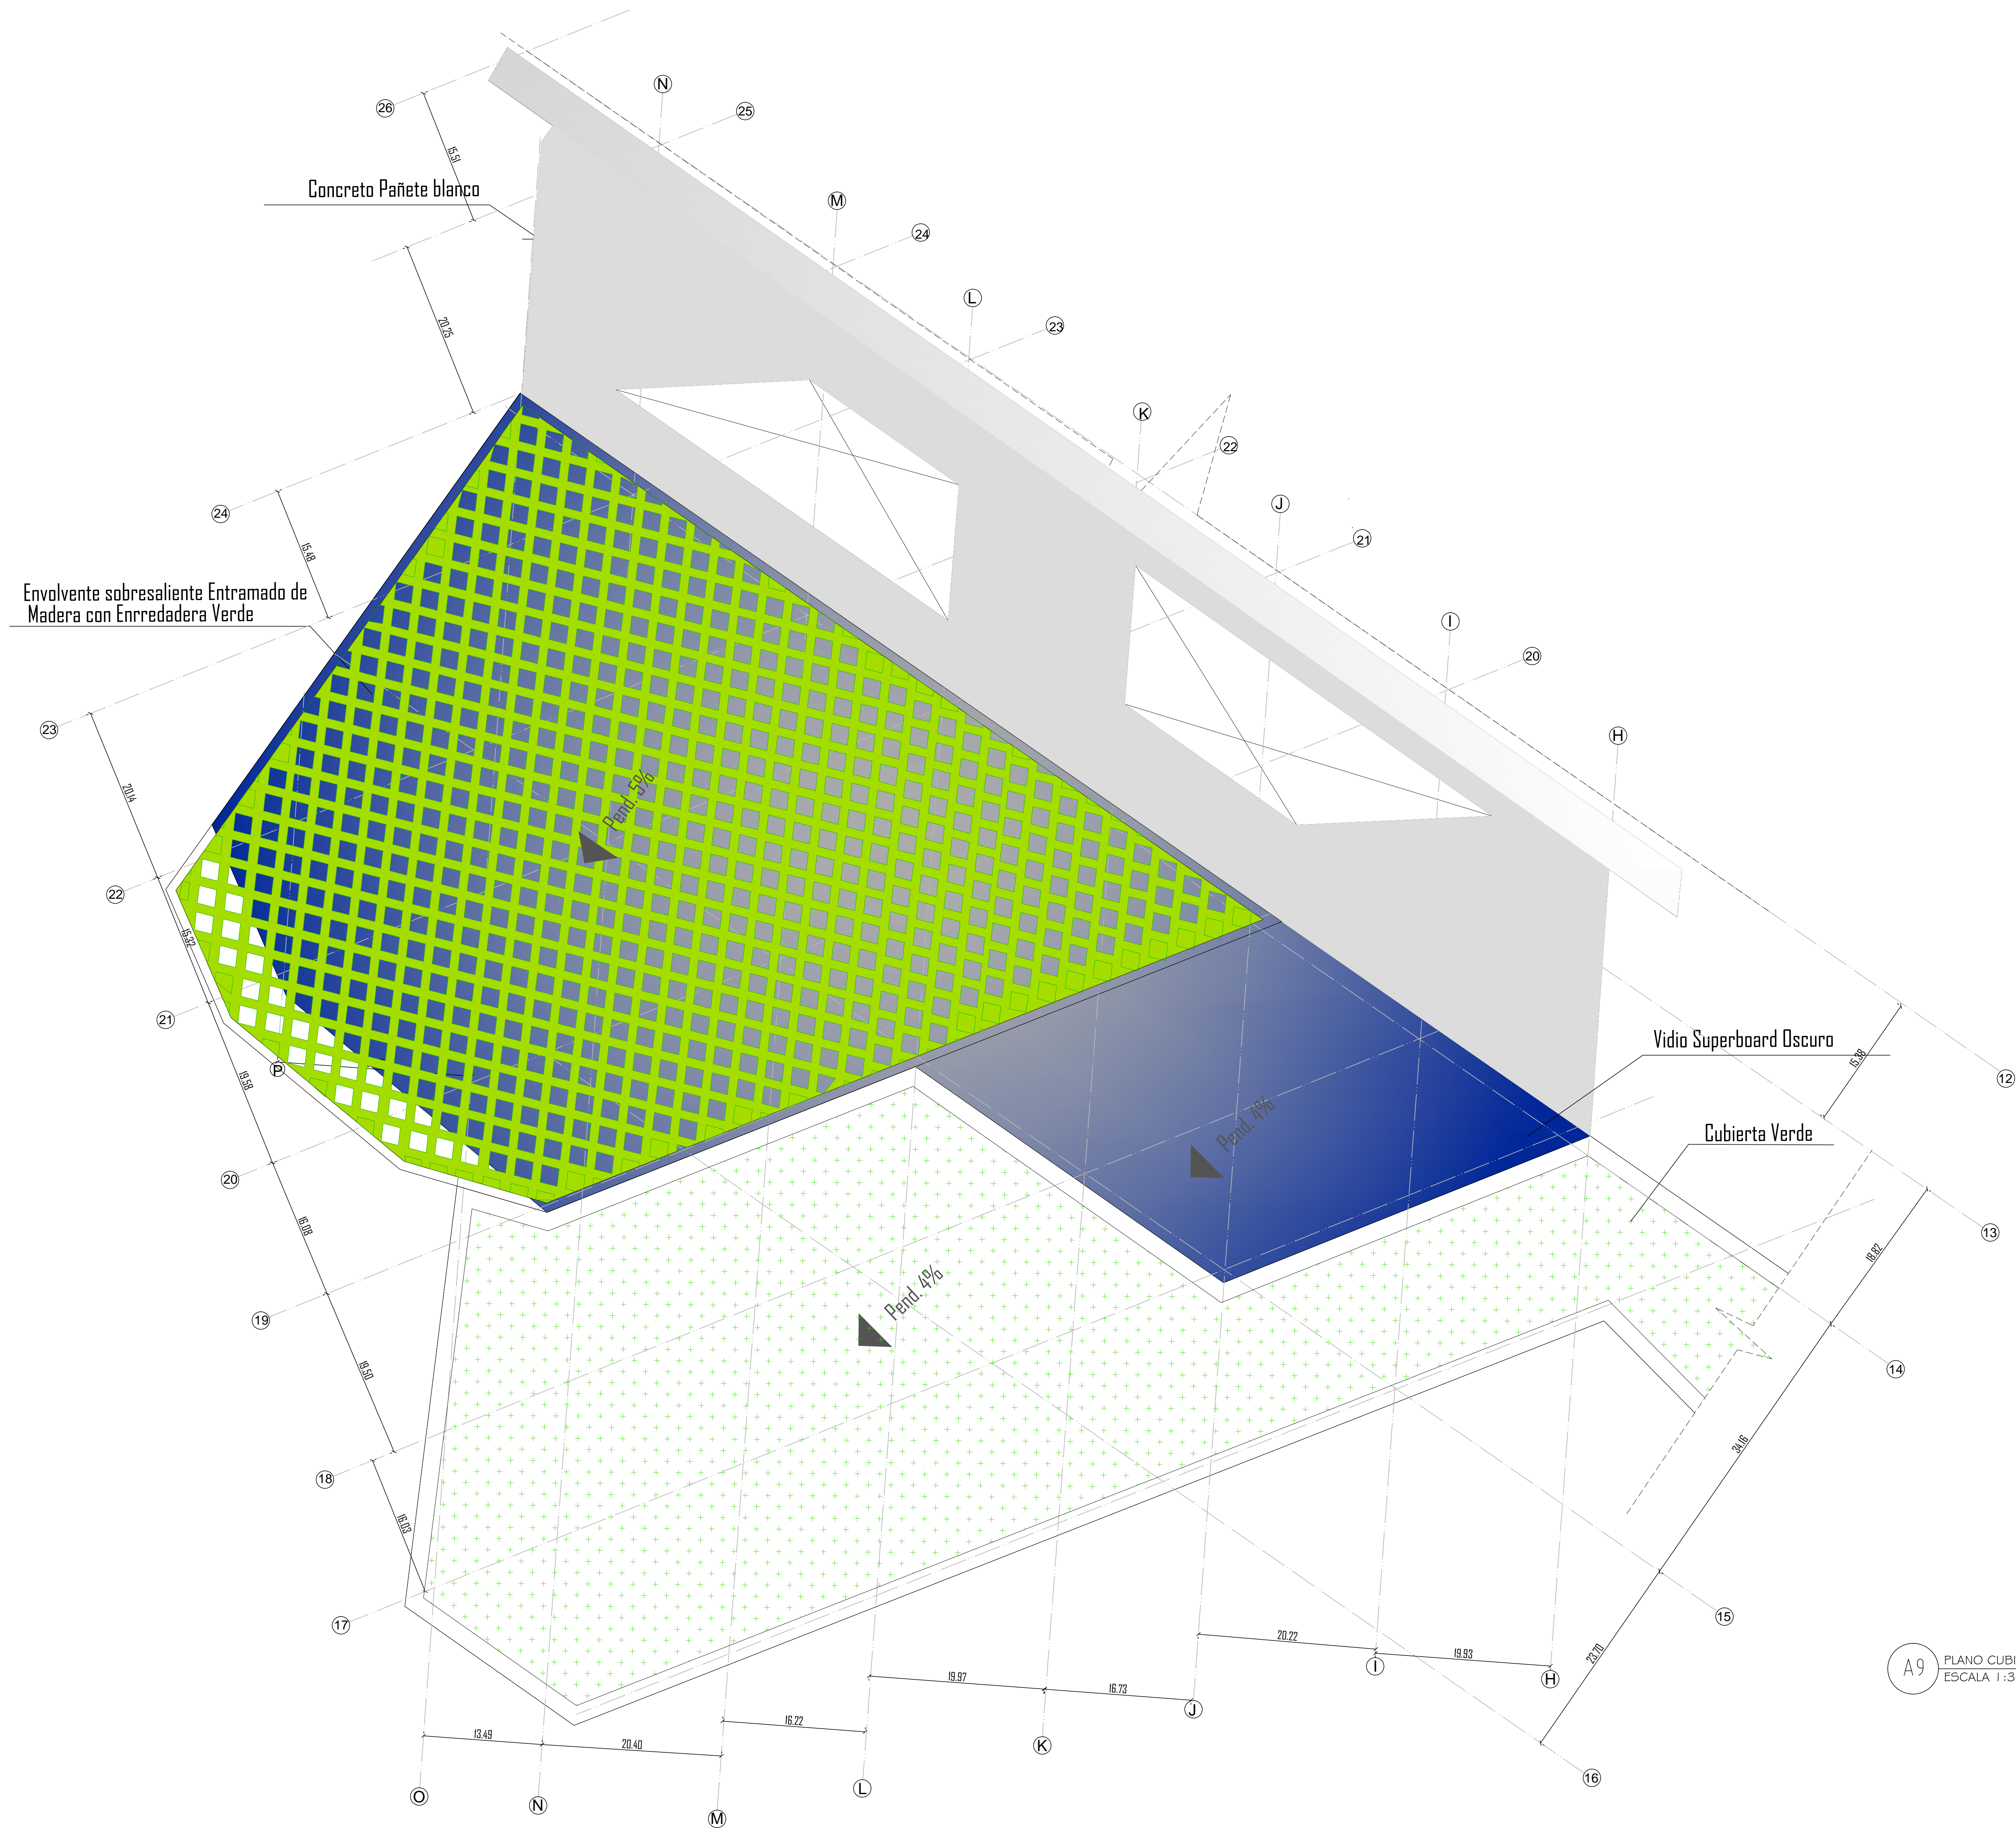 N
26
25
15.51
Concreto Pañete blanco
M
24
L
20.25
23
K
22
J
24
21
15.48
Envolvente sobresaliente Entramado de
Madera con Enrredadera Verde
I
20
23
H
20.14
Pend. 5%
22
15.32
21
Vidio Superboard Oscuro
15.38
12
P
19.58
Pend. 4%
Cubierta Verde
20
13
16.08
18.82
Pend. 4%
19
14
19.50
34.16
18
16.03
17
15
20.22
19.93
23.70
I
H
A9
PLANO CUBI
ESCALA 1:3
19.97
16.73
J
16.22
13.49
20.40
K
16
L
O
N
M